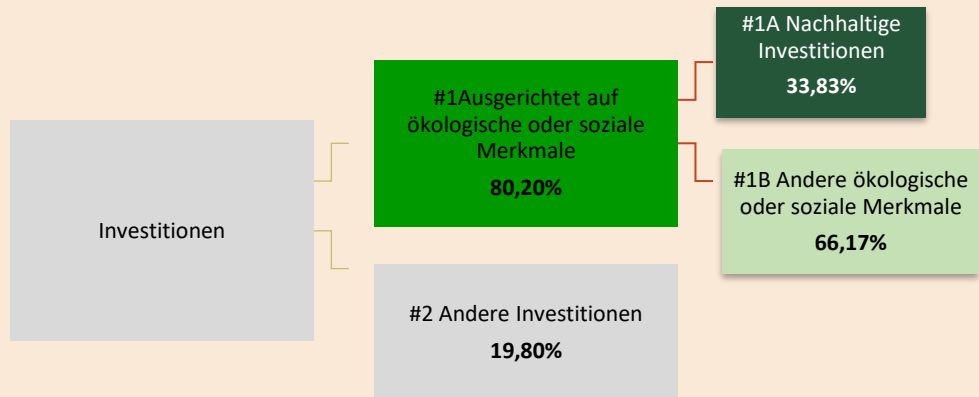 Investitionen
#1Ausgerichtet auf
ökologische oder soziale
Merkmale
80,20%
#2 Andere Investitionen
19,80%
#1A Nachhaltige
Investitionen
33,83%
#1B Andere ökologische
oder soziale Merkmale
66,17%